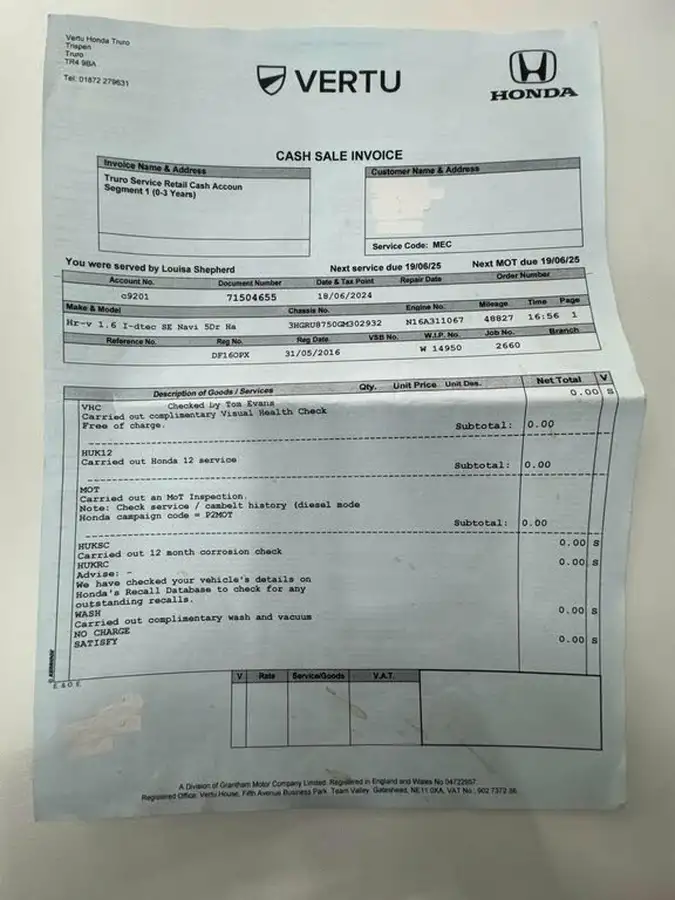 Vertu Honda Truro
Trispen
Truro
TR4 9BA
Tel: 01872 279631
VERTU
HONDA
CASH SALE INVOICE
Invoice Name & Address
Truro Service Retail Cash Accoun
Segment 1 (0-3 Years)
Customer Name & Address
Service Code: MEC
You were served by Louisa Shepherd
Next service due 19/06/25
Next MOT due 19/06/25
Account No. Document Number Date & Tax Point Repair Date Order Number
c9201 71504655 18/06/2024
Make & Model Chassis No. Engine No. Mileage Time Page
Hr-v 1.6 I-dtec SE Navi 5Dr Ha 3HGRU8750GM302932 N16A311067 48827 16:56 1
Reference No. Reg No. Reg Date. VSB No. W.I.P. No. Job No. Branch
DF16OPX 31/05/2016 W 14950 2660
Description of Goods / Services Qty. Unit Price Unit Des. Net Total V
VHC Checked by Tom Evans 0.00 S
Carried out complimentary Visual Health Check
Free of charge. Subtotal: 0.00
HUK12
Carried out Honda 12 service Subtotal: 0.00
MOT
Carried out an MoT Inspection.
Note: Check service / cambelt history (diesel mode
Honda campaign code = P2MOT
Subtotal: 0.00
HUKSC 0.00 S
Carried out 12 month corrosion check
HUKRC 0.00 S
Advise: -
We have checked your vehicle's details on
Honda's Recall Database to check for any
outstanding recalls.
WASH 0.00 S
Carried out complimentary wash and vacuum
NO CHARGE
SATISFY 0.00 S
E & O E
V Rate Service/Goods V.A.T.
A Division of Grantham Motor Company Limited. Registered in England and Wales No 04722957
Registered Office: Vertu House, Fifth Avenue Business Park, Team Valley, Gateshead, NE11 0XA, VAT No.: 902 7372 38.